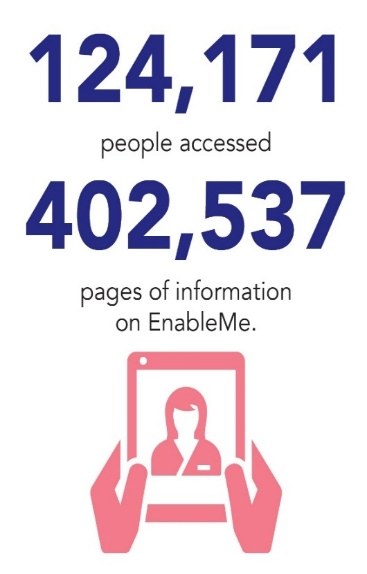 124,171
people accessed
402,537
pages of information
on EnableMe.